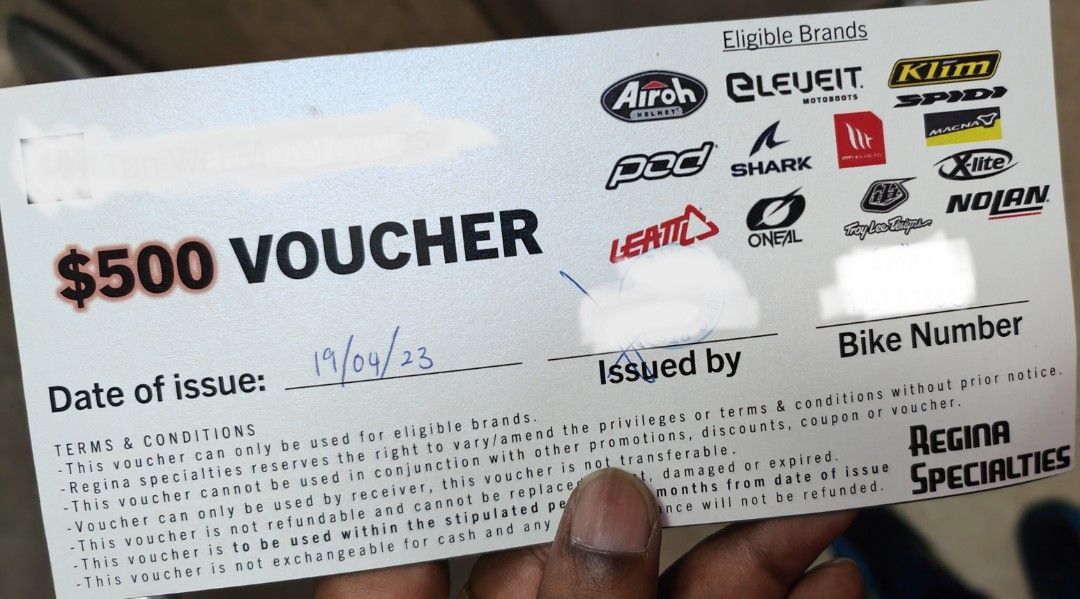 Eligible Brands
Airoh
HELMET
eLEVEIT.
MOTOBOOTS
KLIM
SPIDI
pod
SHARK
MT HELMETS
MACNA
X-lite
LEATT
ONEAL
Troy Lee Designs
NOLAN
$500 VOUCHER
Date of issue: 19/04/23
Issued by
Bike Number
TERMS & CONDITIONS
-This voucher can only be used for eligible brands.
-Regina specialties reserves the right to vary/amend the privileges or terms & conditions without prior notice.
-This voucher cannot be used in conjunction with other promotions, discounts, coupon or voucher.
-Voucher can only be used by receiver, this voucher is not transferable.
-This voucher is not refundable and cannot be replaced damaged or expired.
-This voucher is to be used within the stipulated months from date of issue
-This voucher is not exchangeable for cash and any will not be refunded.
REGINA
SPECIALTIES